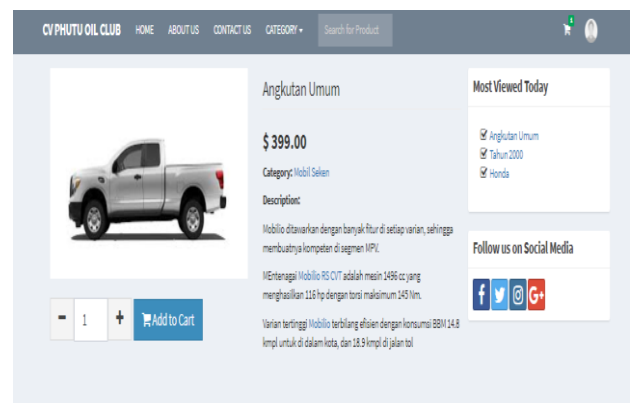 CV PHUTU OIL CLUB HOME ABOUT US CONTACT US CATEGORY Search for Product
Angkutan Umum
$ 399.00
Category: Mobil Seken
Description:
Mobilio ditawarkan dengan banyak fitur di setiap varian, sehingga
membuatnya kompeten di segmen MPV.
MEntenagai Mobilio RS CVT adalah mesin 1496 cc yang
menghasilkan 116 hp dengan torsi maksimum 145 Nm.
Varian tertinggi Mobilio terbilang efisien dengan konsumsi BBM 14.8
kmpl untuk di dalam kota, dan 18.9 kmpl di jalan tol
- 1 + Add to Cart
Most Viewed Today
Angkutan Umum
Tahun 2000
Honda
Follow us on Social Media
f G+